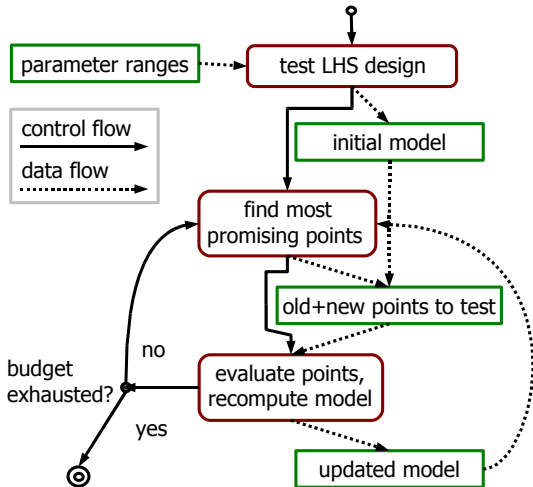 parameter ranges
test LHS design
control flow
data flow
initial model
find most
promising points
old+new points to test
no
budget
exhausted?
evaluate points,
recompute model
yes
updated model